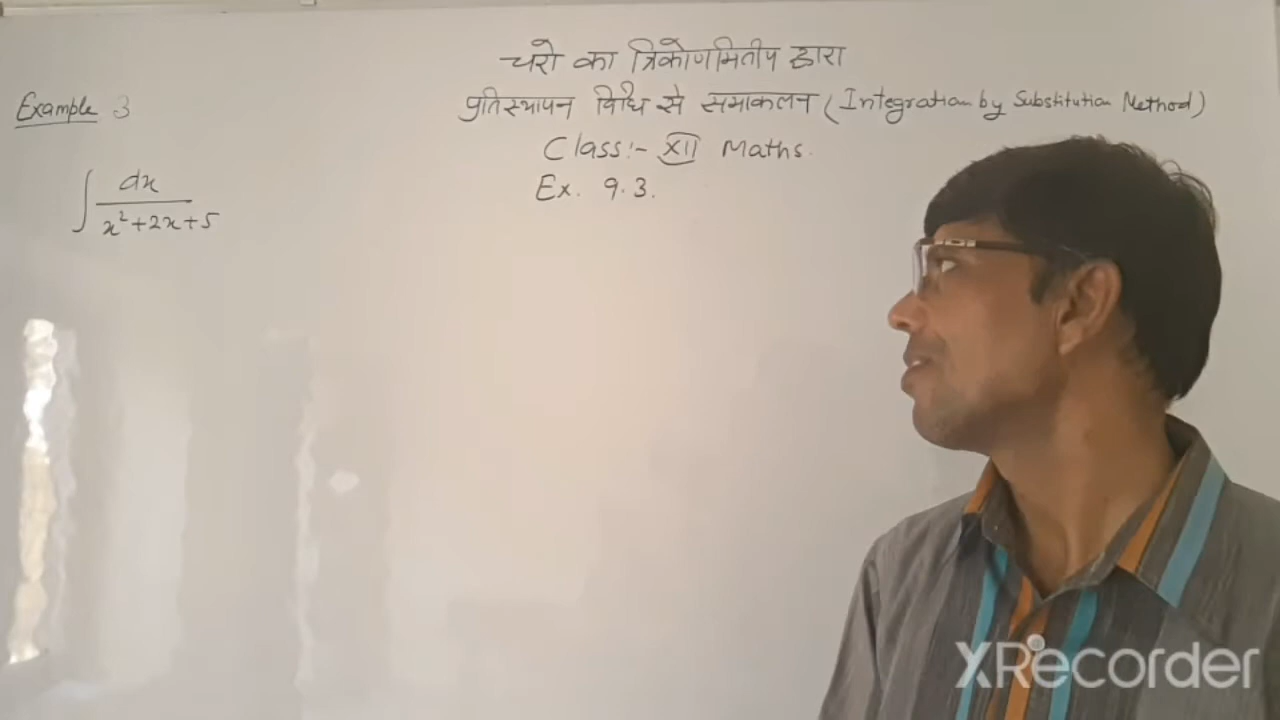 चरो का त्रिकोणमितीय द्वारा
प्रतिस्थापन विधि से समाकलन (Integration by Substitution Method)
Class:- XII Maths.
Ex. 9.3.
Example 3
∫ dx / x²+2x+5
XRecorder